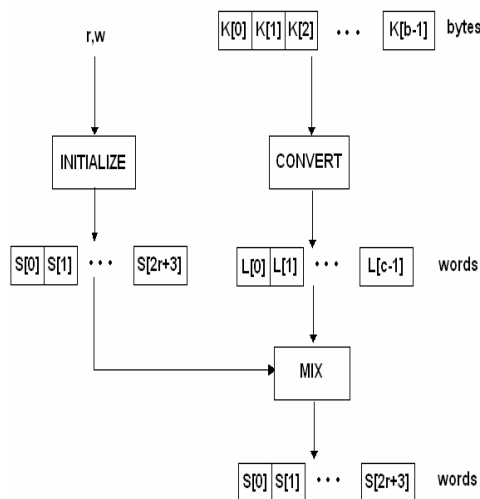 K[0] K[1] K[2] • • • K[b-1] bytes
r,w
INITIALIZE CONVERT
S[0] S[1] • • • S[2r+3] L[0] L[1] • • • L[c-1] words
MIX
S[0] S[1] • • • S[2r+3] words